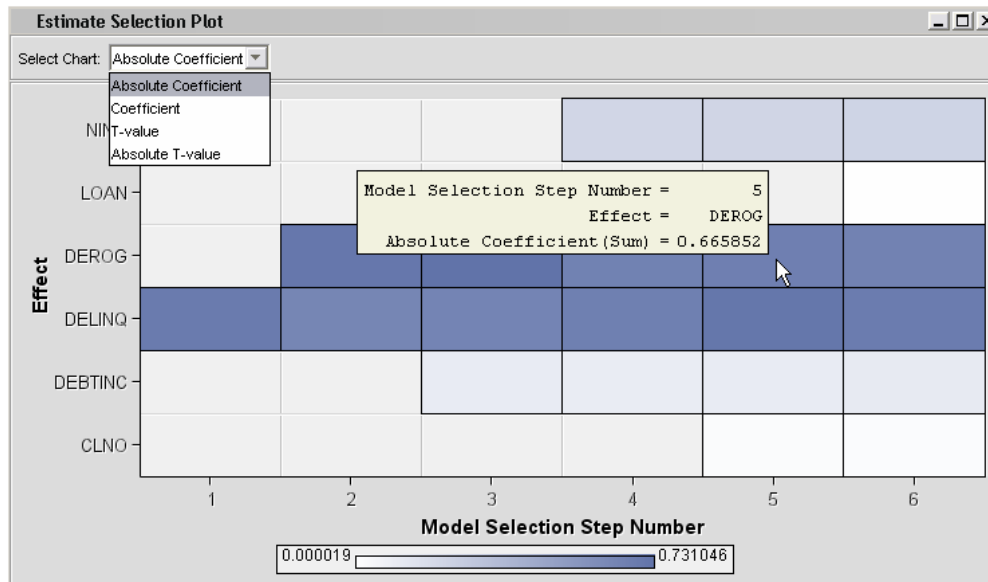 Estimate Selection Plot
Select Chart: Absolute Coefficient
Absolute Coefficient
Coefficient
T-value
Absolute T-value
LOAN
DEROG
DELINQ
DEBTINC
CLNO
Effect
Model Selection Step Number = 5
Effect = DEROG
Absolute Coefficient(Sum) = 0.665852
1 2 3 4 5 6
Model Selection Step Number
0.000019 0.731046